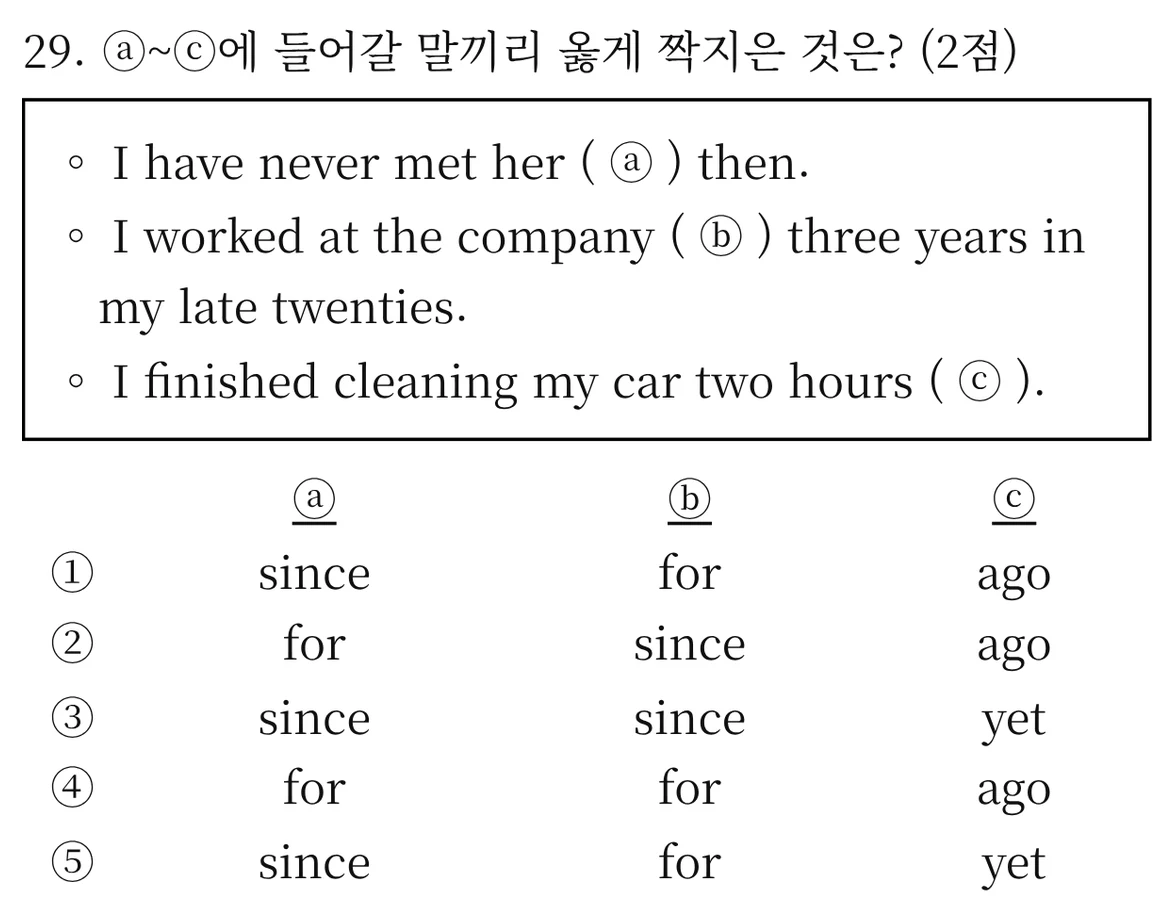 29. ⓐ~ⓒ에 들어갈 말끼리 옳게 짝지은 것은? (2점)
◦ I have never met her ( ⓐ ) then.
◦ I worked at the company ( ⓑ ) three years in
my late twenties.
◦ I finished cleaning my car two hours ( ⓒ ).
ⓐ ⓑ ⓒ
① since for ago
② for since ago
③ since since yet
④ for for ago
⑤ since for yet